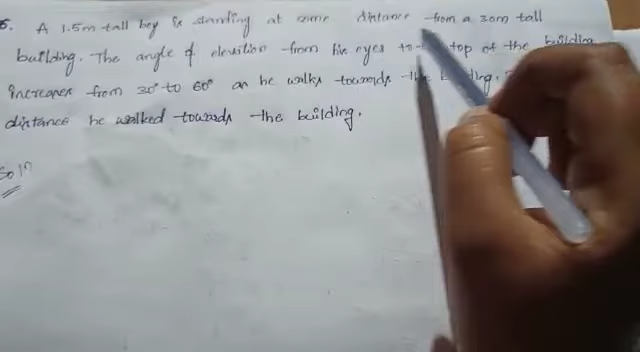 6. A 1.5m tall boy is standing at some distance from a 30m tall
building. The angle of elevation from his eyes to top of the building
increases from 30° to 60° as he walks towards the
distance he walked towards the building.
Soln